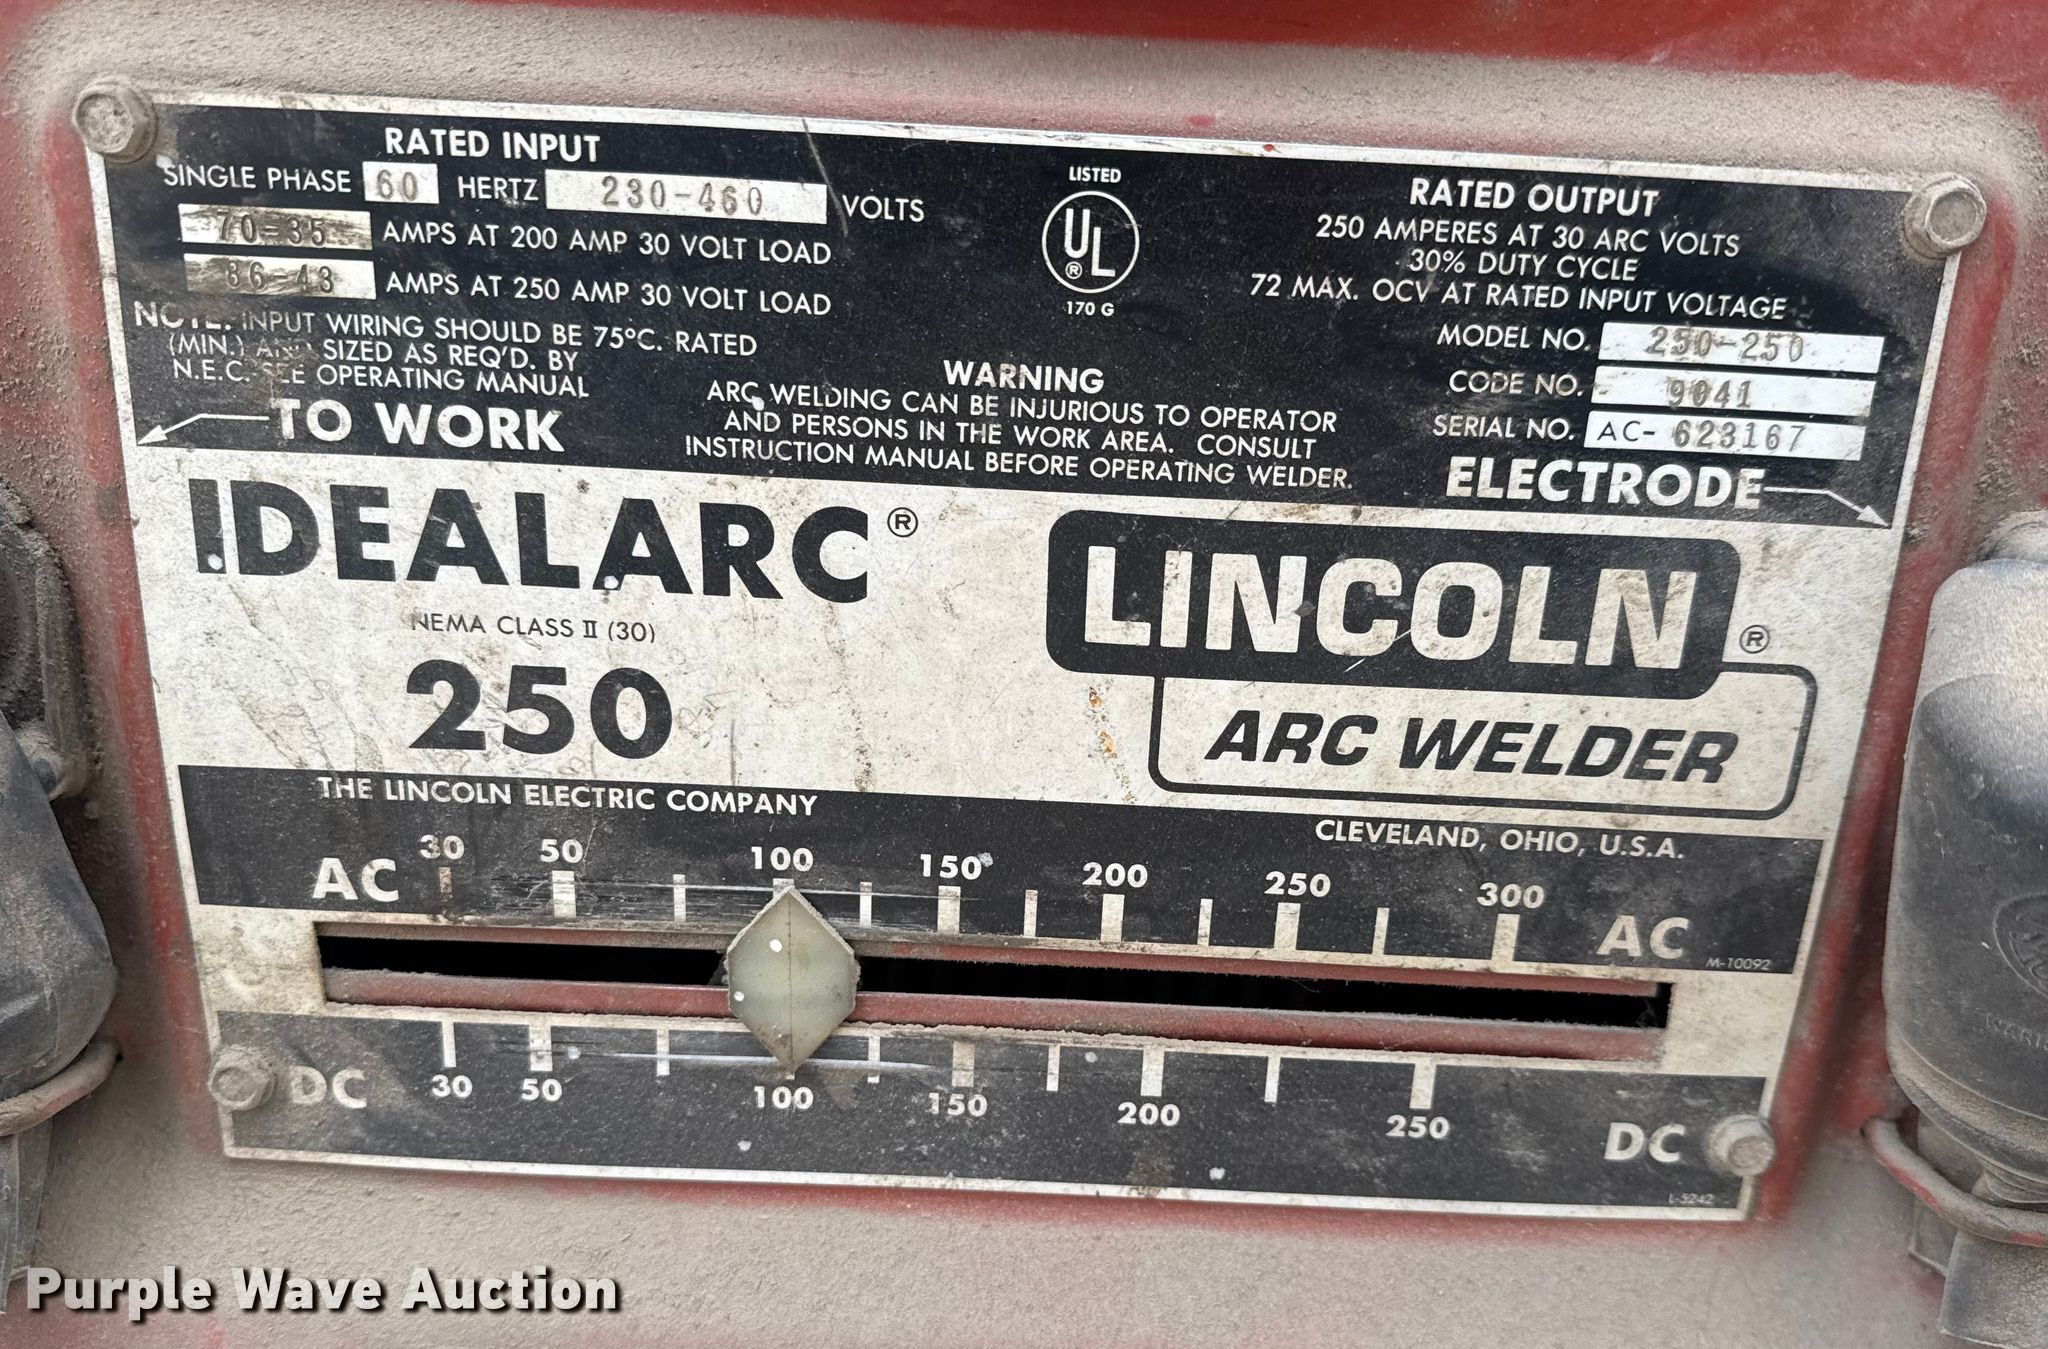 RATED INPUT
SINGLE PHASE 60 HERTZ 230-460 VOLTS
70-35 AMPS AT 200 AMP 30 VOLT LOAD
86-43 AMPS AT 250 AMP 30 VOLT LOAD
NOTE: INPUT WIRING SHOULD BE 75°C. RATED
(MIN.) AND SIZED AS REQ'D. BY
N.E.C. SEE OPERATING MANUAL
TO WORK
LISTED
UL ®
170 G
WARNING
ARC WELDING CAN BE INJURIOUS TO OPERATOR
AND PERSONS IN THE WORK AREA. CONSULT
INSTRUCTION MANUAL BEFORE OPERATING WELDER.
RATED OUTPUT
250 AMPERES AT 30 ARC VOLTS
30% DUTY CYCLE
72 MAX. OCV AT RATED INPUT VOLTAGE
MODEL NO. 250-250
CODE NO. 9041
SERIAL NO. AC-623167
ELECTRODE
IDEALARC®
NEMA CLASS II (30)
250
LINCOLN®
ARC WELDER
THE LINCOLN ELECTRIC COMPANY
CLEVELAND, OHIO, U.S.A.
AC 30 50 100 150 200 250 300 AC
M-10092
DC 30 50 100 150 200 250 DC
L-5242
Purple Wave Auction